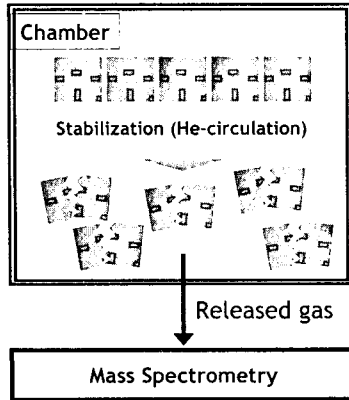 Chamber
Stabilization (He-circulation)
Released gas
Mass Spectrometry